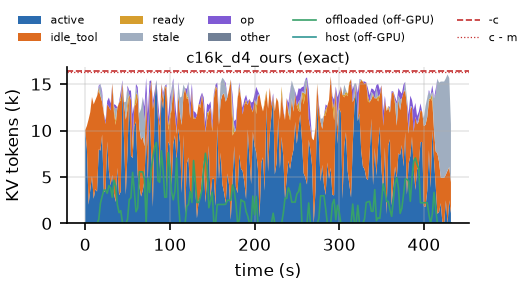 active ready op offloaded (off-GPU) -c
idle_tool stale other host (off-GPU) c - m
c16k_d4_ours (exact)
KV tokens (k)
15
10
5
0
0 100 200 300 400
time (s)